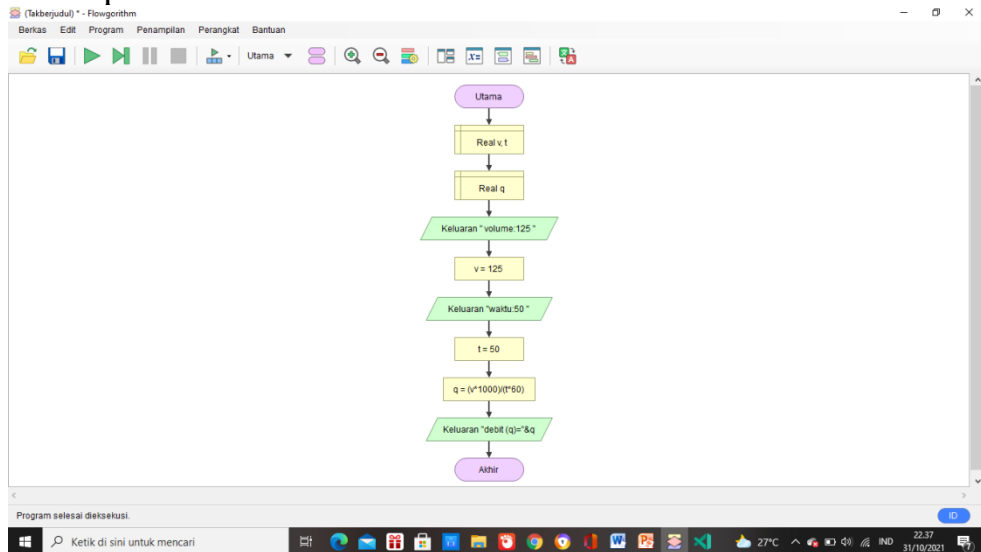 (Takberjudul) * - Flowgorithm
Berkas Edit Program Penampilan Perangkat Bantuan
Utama
Utama
Real v, t
Real q
Keluaran " volume:125 "
v = 125
Keluaran "waktu:50 "
t = 50
q = (v*1000)/(t*60)
Keluaran "debit (q)="&q
Akhir
Program selesai dieksekusi.
ID
Ketik di sini untuk mencari
27°C
IND
22.37
31/10/2021